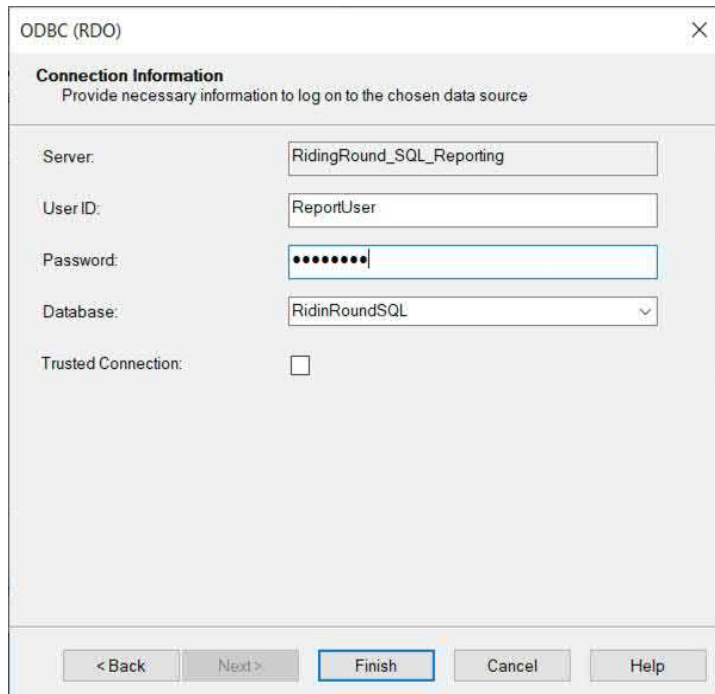 ODBC (RDO)
Connection Information
Provide necessary information to log on to the chosen data source
Server: RidingRound_SQL_Reporting
User ID: ReportUser
Password: ••••••••
Database: RidinRoundSQL
Trusted Connection:
< Back Next > Finish Cancel Help